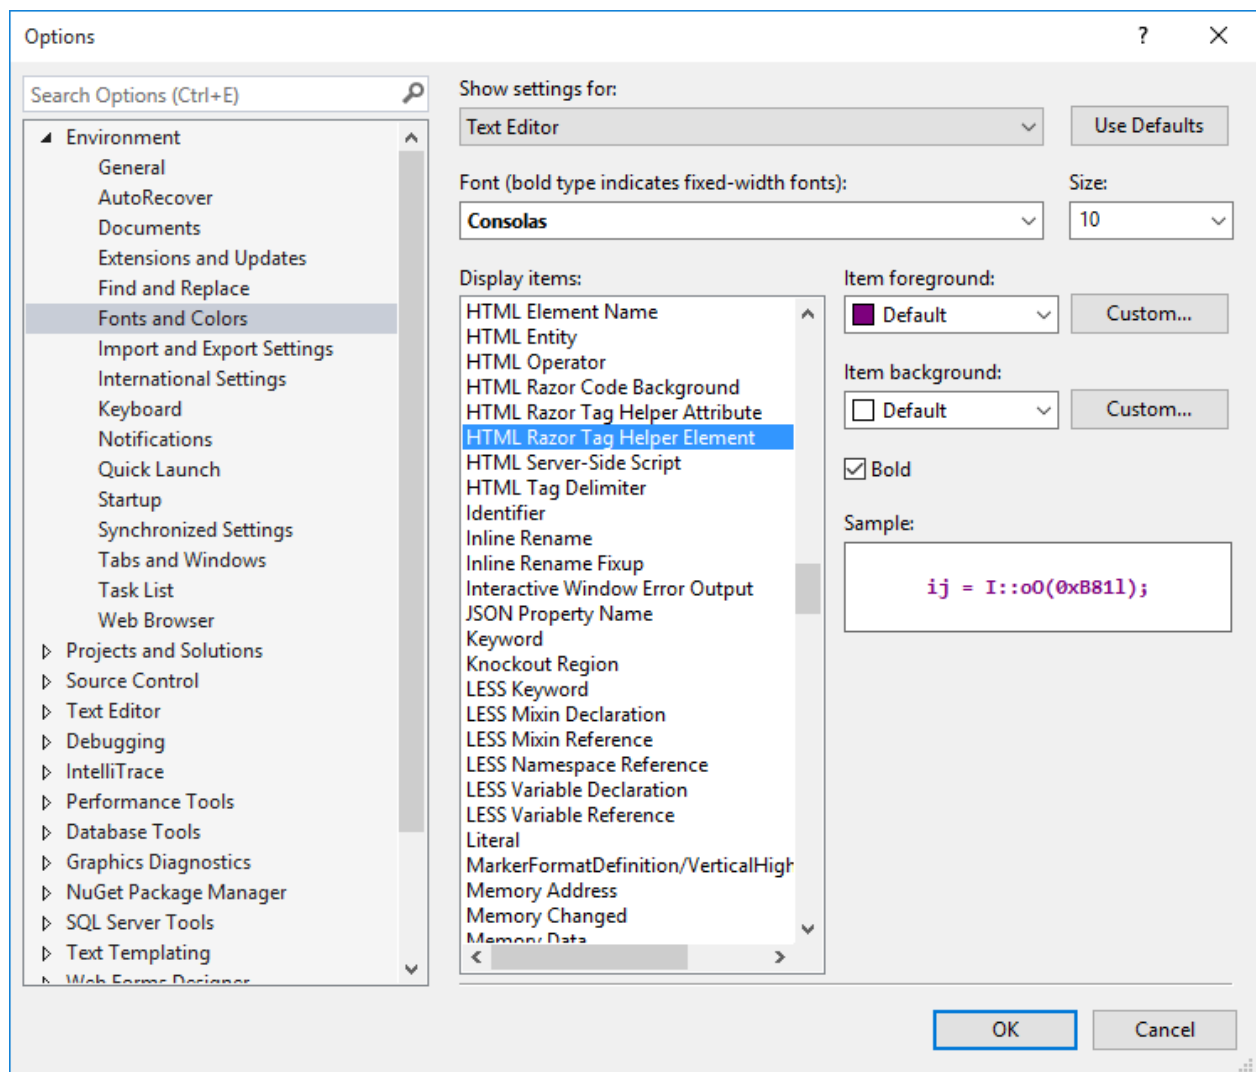 Options
?
Search Options (Ctrl+E)
Environment
General
AutoRecover
Documents
Extensions and Updates
Find and Replace
Fonts and Colors
Import and Export Settings
International Settings
Keyboard
Notifications
Quick Launch
Startup
Synchronized Settings
Tabs and Windows
Task List
Web Browser
Projects and Solutions
Source Control
Text Editor
Debugging
IntelliTrace
Performance Tools
Database Tools
Graphics Diagnostics
NuGet Package Manager
SQL Server Tools
Text Templating
Web Forms Designer
Show settings for:
Text Editor
Use Defaults
Font (bold type indicates fixed-width fonts):
Size:
Consolas
10
Display items:
HTML Element Name
HTML Entity
HTML Operator
HTML Razor Code Background
HTML Razor Tag Helper Attribute
HTML Razor Tag Helper Element
HTML Server-Side Script
HTML Tag Delimiter
Identifier
Inline Rename
Inline Rename Fixup
Interactive Window Error Output
JSON Property Name
Keyword
Knockout Region
LESS Keyword
LESS Mixin Declaration
LESS Mixin Reference
LESS Namespace Reference
LESS Variable Declaration
LESS Variable Reference
Literal
MarkerFormatDefinition/VerticalHigh
Memory Address
Memory Changed
Memory Data
Item foreground:
Default
Custom...
Item background:
Default
Custom...
Bold
Sample:
ij = I::oO(0xB81l);
OK
Cancel